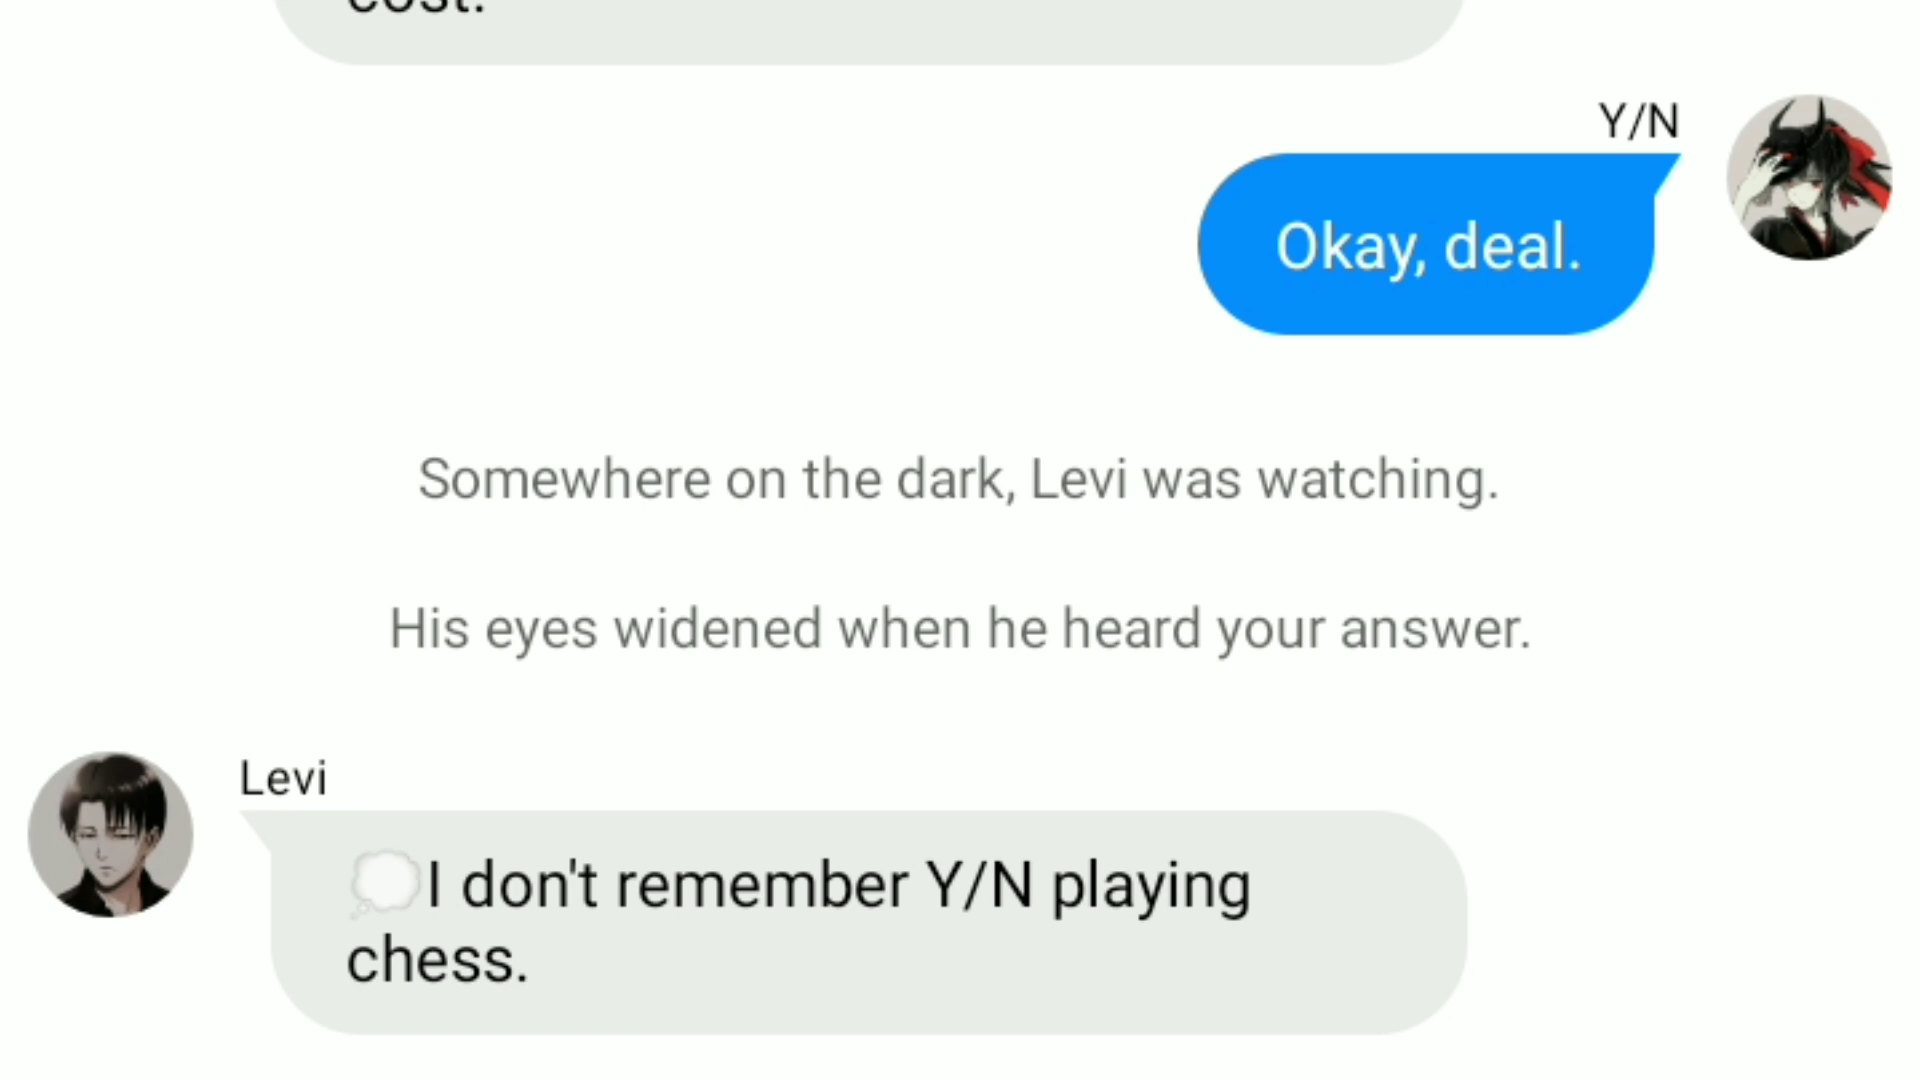 cost.
Y/N
Okay, deal.
Somewhere on the dark, Levi was watching.
His eyes widened when he heard your answer.
Levi
💭I don't remember Y/N playing
chess.